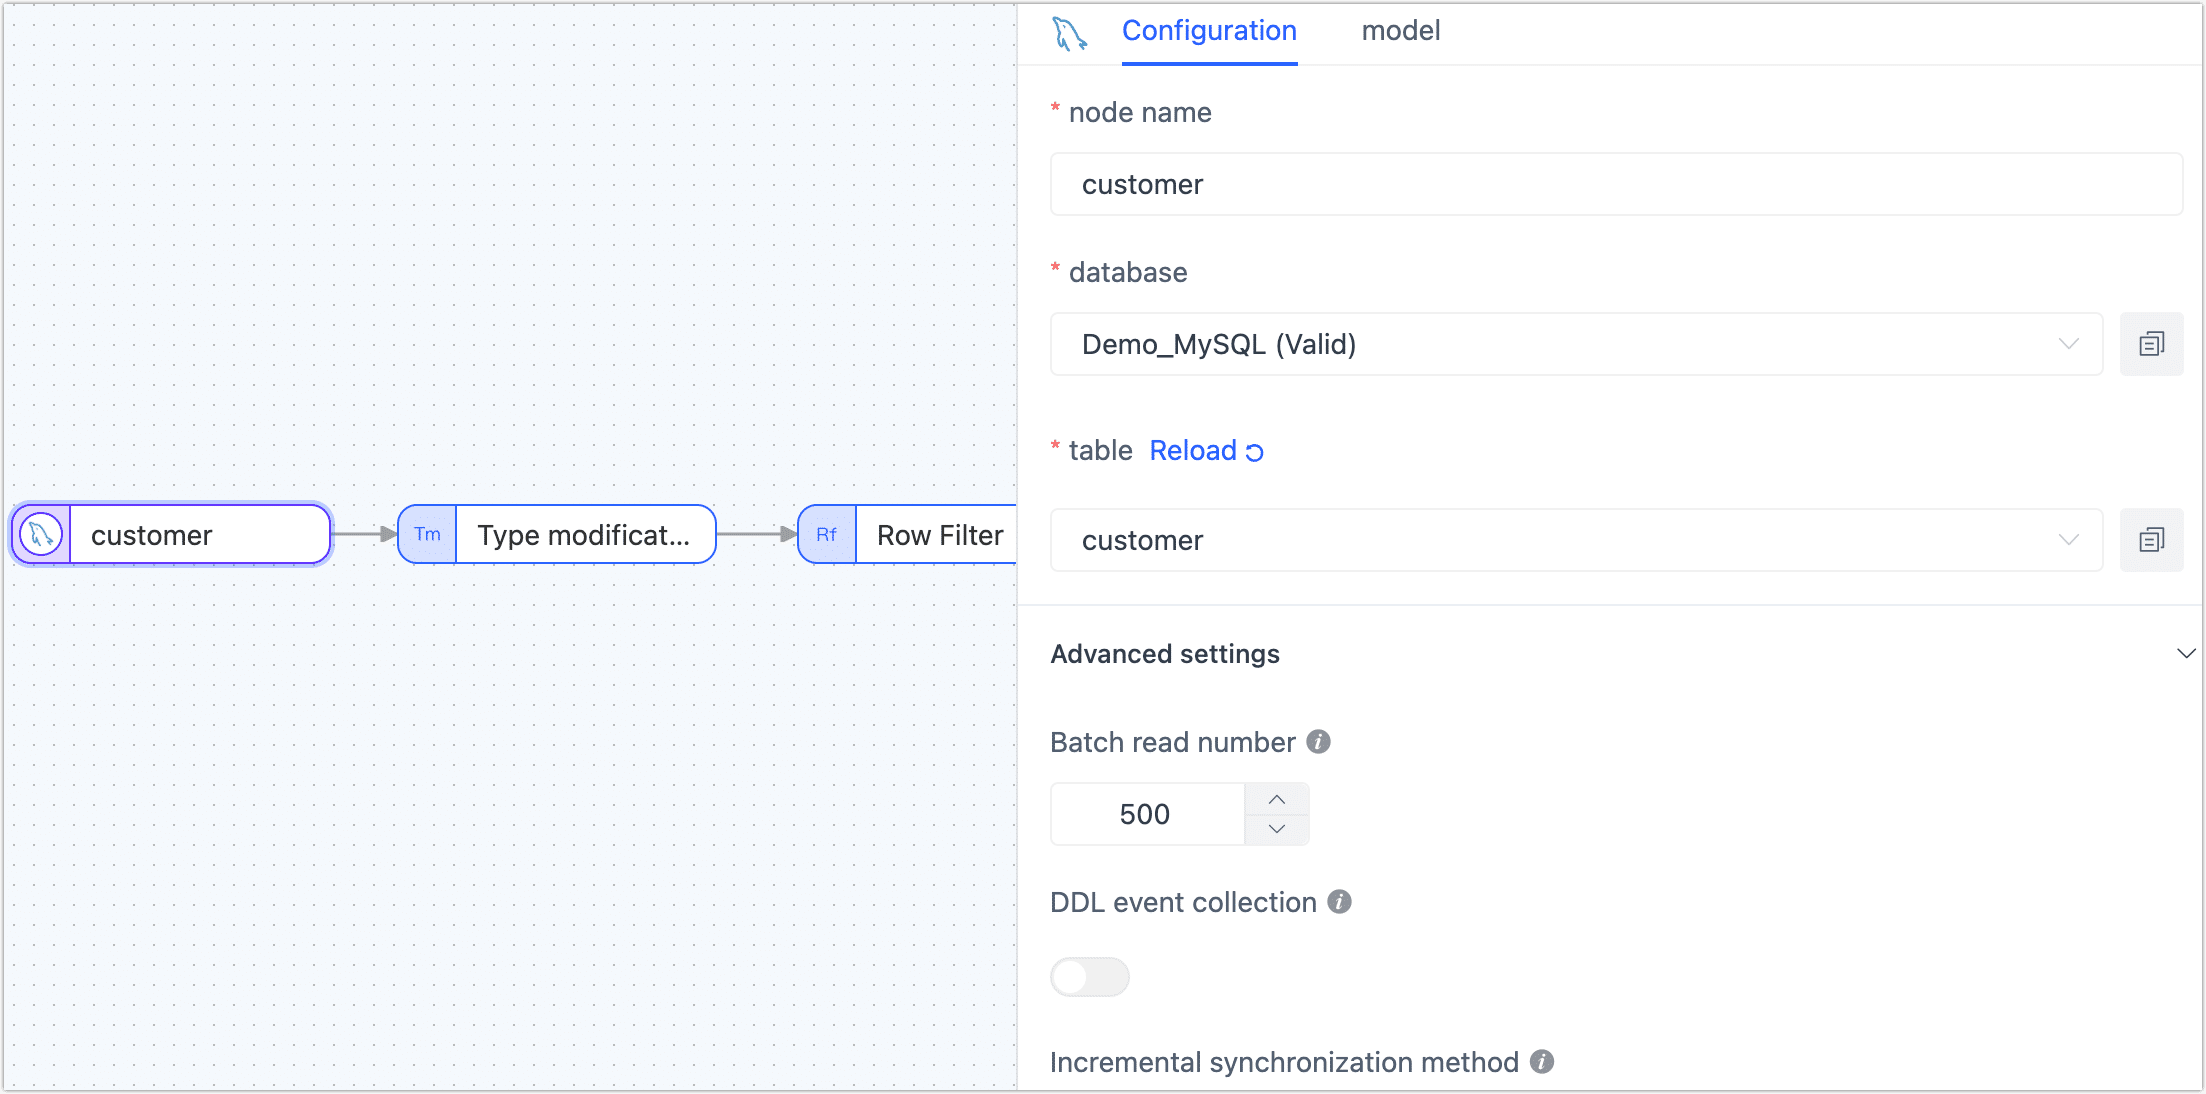 Configuration
model
* node name
customer
* database
Demo_MySQL (Valid)
* table Reload
customer
Advanced settings
Batch read number
500
DDL event collection
Incremental synchronization method
customer
Tm
Type modificat...
Rf
Row Filter